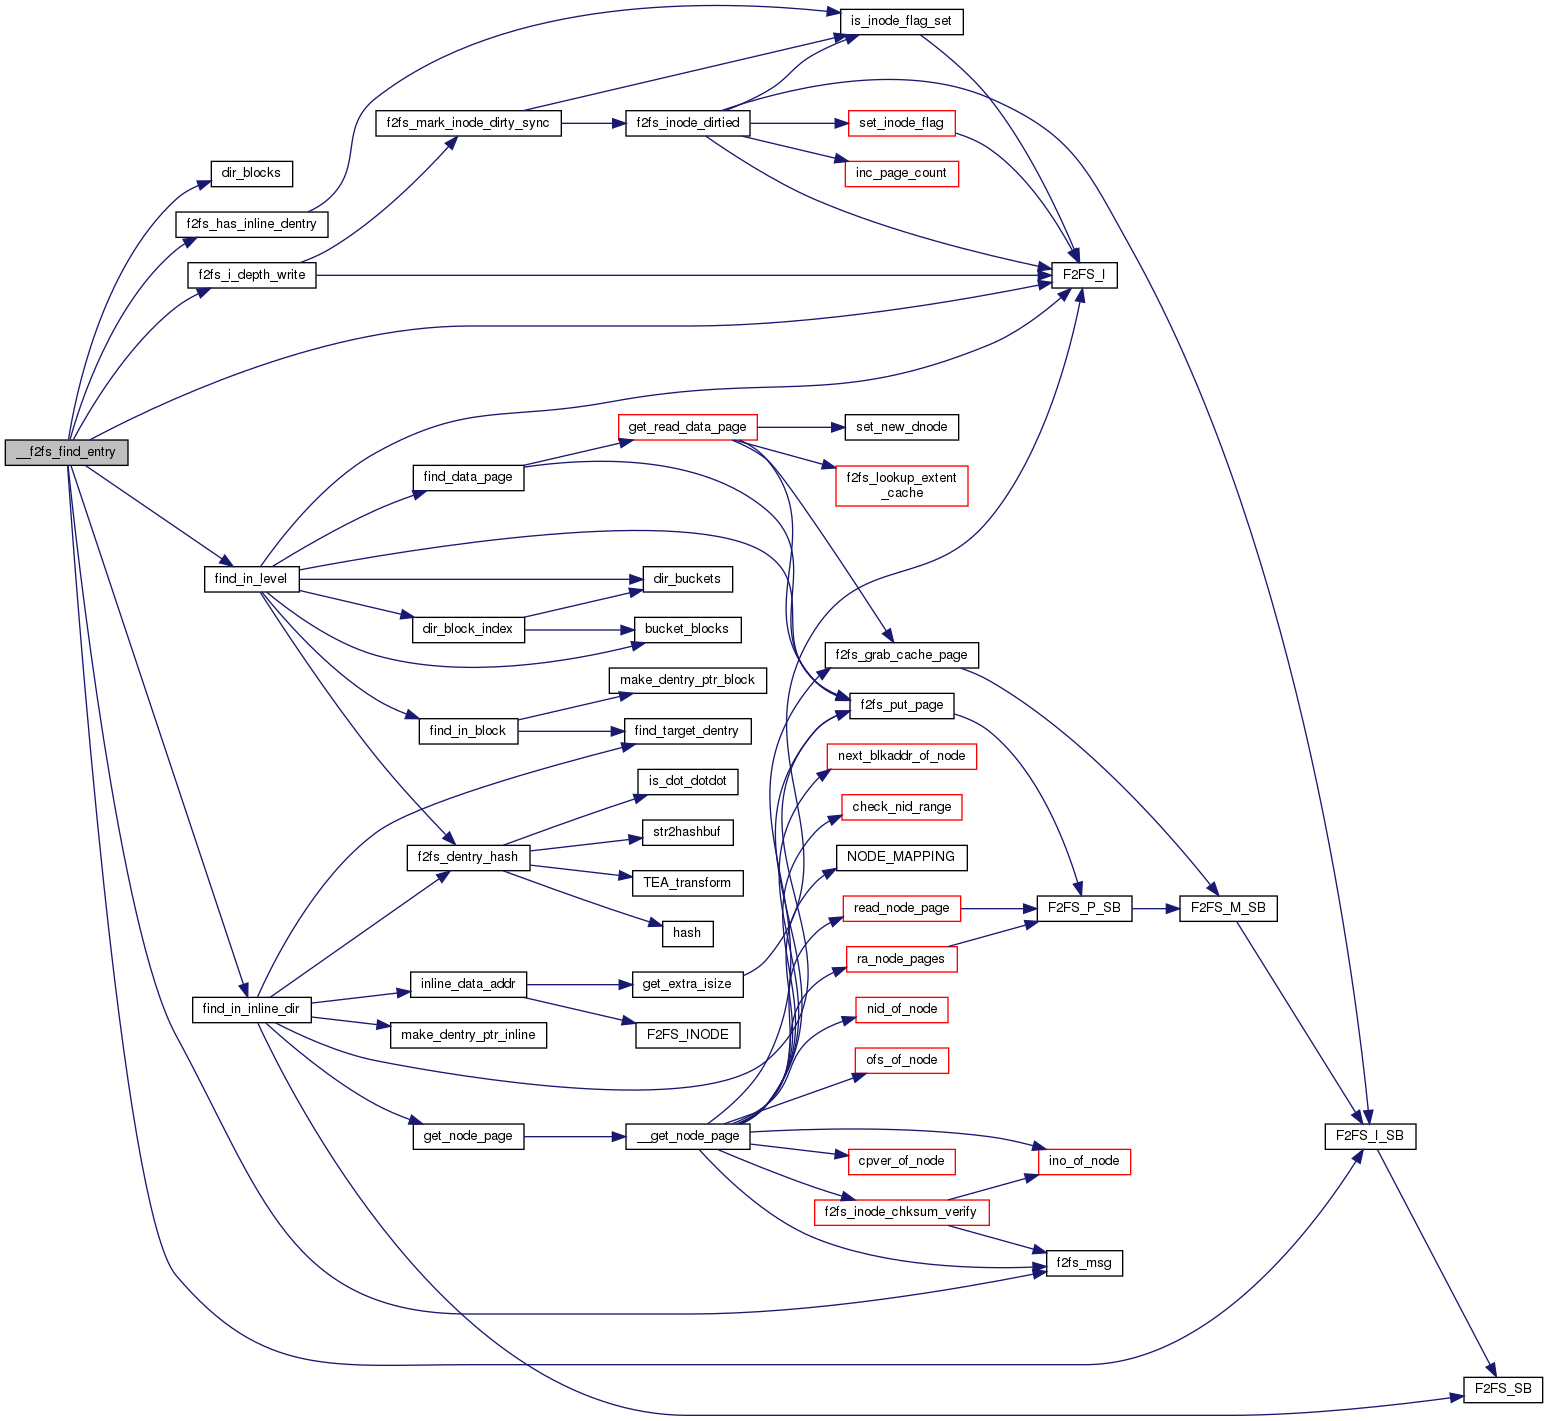 is_inode_flag_set
f2fs_mark_inode_dirty_sync
f2fs_inode_dirtied
set_inode_flag
dir_blocks
inc_page_count
f2fs_has_inline_dentry
f2fs_i_depth_write
F2FS_I
__f2fs_find_entry
get_read_data_page
set_new_dnode
find_data_page
f2fs_lookup_extent
_cache
find_in_level
dir_buckets
dir_block_index
bucket_blocks
f2fs_grab_cache_page
make_dentry_ptr_block
f2fs_put_page
find_in_block
find_target_dentry
next_blkaddr_of_node
is_dot_dotdot
check_nid_range
str2hashbuf
f2fs_dentry_hash
NODE_MAPPING
TEA_transform
read_node_page
F2FS_P_SB
F2FS_M_SB
hash
ra_node_pages
inline_data_addr
get_extra_isize
find_in_inline_dir
nid_of_node
make_dentry_ptr_inline
F2FS_INODE
ofs_of_node
get_node_page
__get_node_page
F2FS_I_SB
cpver_of_node
ino_of_node
f2fs_inode_chksum_verify
f2fs_msg
F2FS_SB